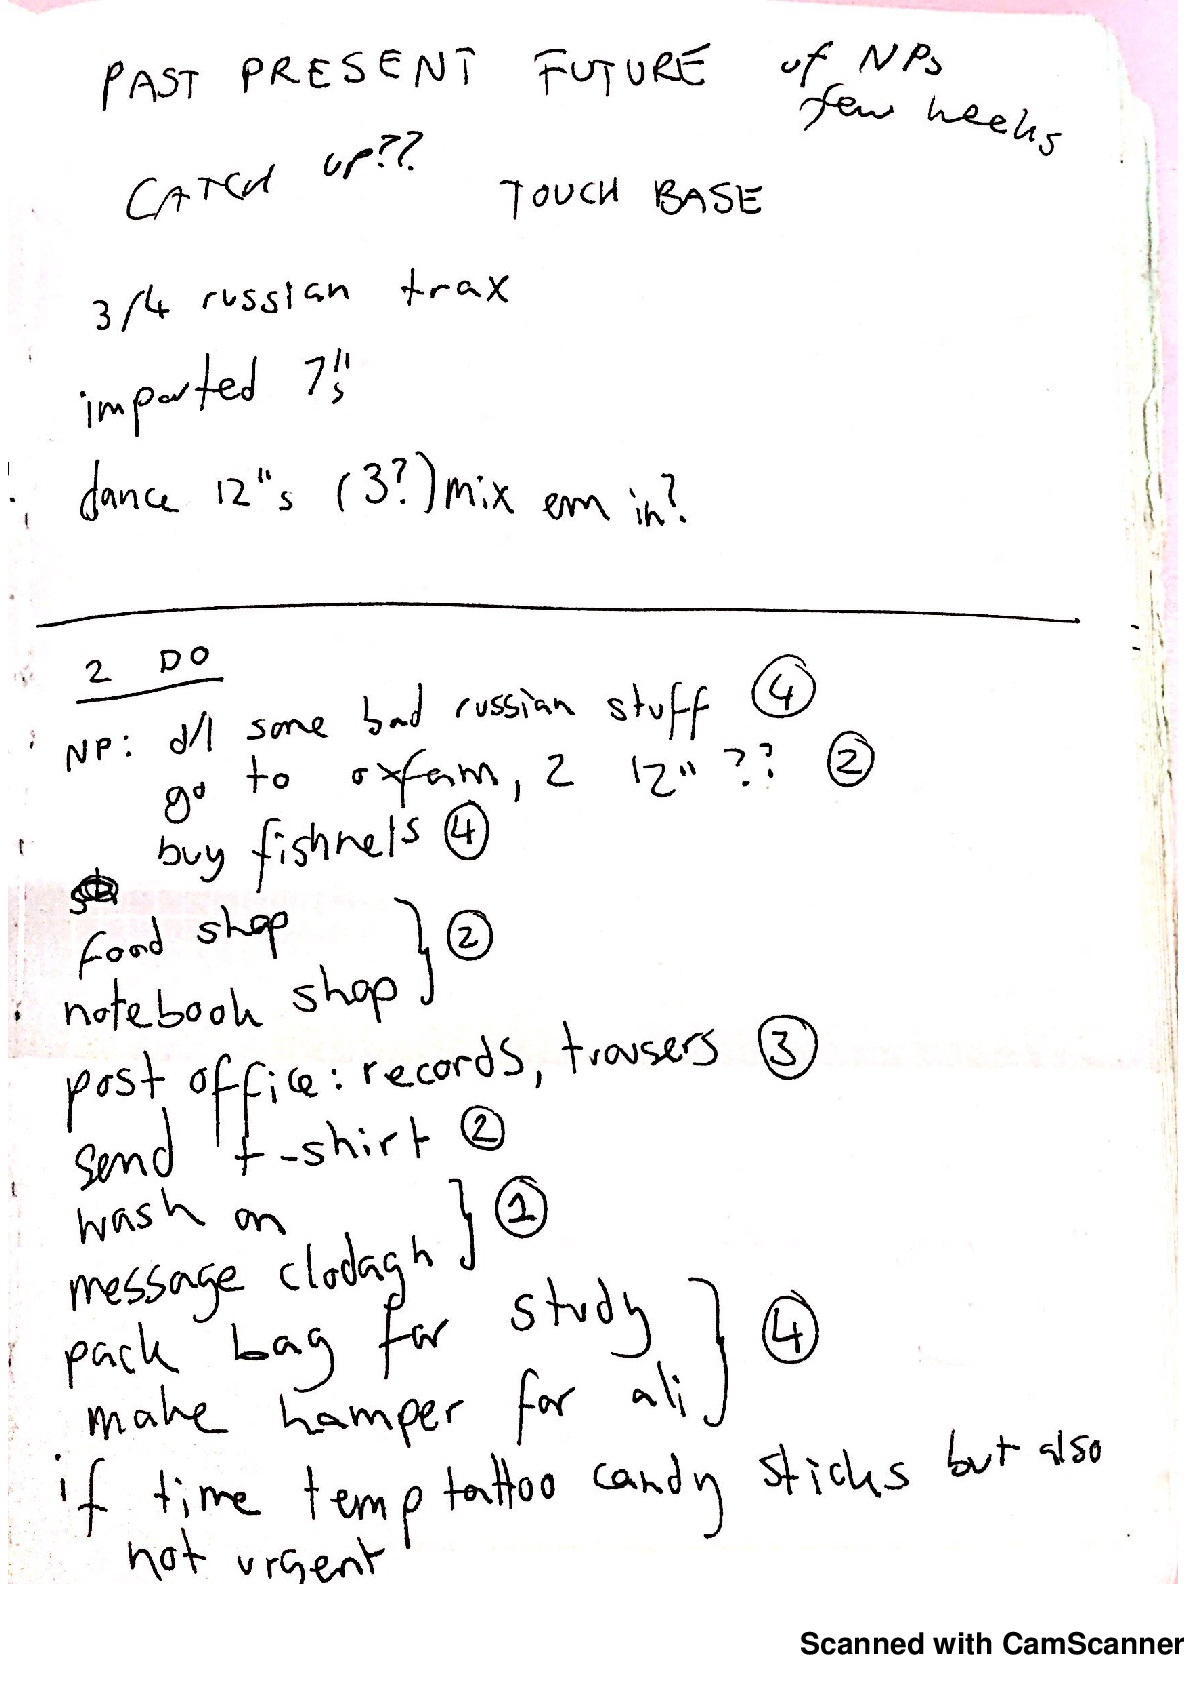 PAST PRESENT FUTURE of NPs
few weeks
CATCH UP?? TOUCH BASE
3/4 russian trax
imported 7"s
dance 12"s (3?) mix em in?
2 DO
NP: d/l some bad russian stuff 4
go to oxfam, 2 12" ?? 2
buy fishnets 4
food shop
notebook shop } 2
post office: records, trousers 3
send t-shirt 2
wash on
message clodagh } 1
pack bag for study
make hamper for ali } 4
if time temp tattoo candy sticks but also
not urgent
Scanned with CamScanner